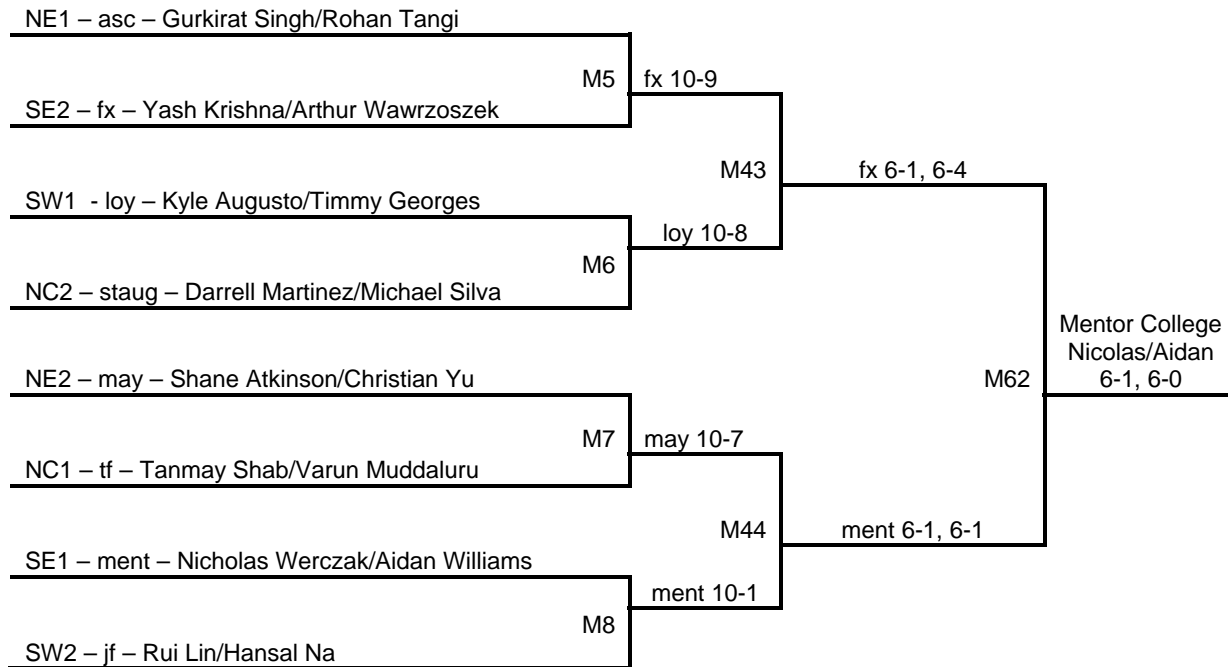 NE1 – asc – Gurkirat Singh/Rohan Tangi
M5
fx 10-9
SE2 – fx – Yash Krishna/Arthur Wawrzoszek
M43
fx 6-1, 6-4
SW1 - loy – Kyle Augusto/Timmy Georges
loy 10-8
M6
NC2 – staug – Darrell Martinez/Michael Silva
Mentor College
Nicolas/Aidan
6-1, 6-0
NE2 – may – Shane Atkinson/Christian Yu
M62
M7
may 10-7
NC1 – tf – Tanmay Shab/Varun Muddaluru
M44
ment 6-1, 6-1
SE1 – ment – Nicholas Werczak/Aidan Williams
ment 10-1
M8
SW2 – jf – Rui Lin/Hansal Na